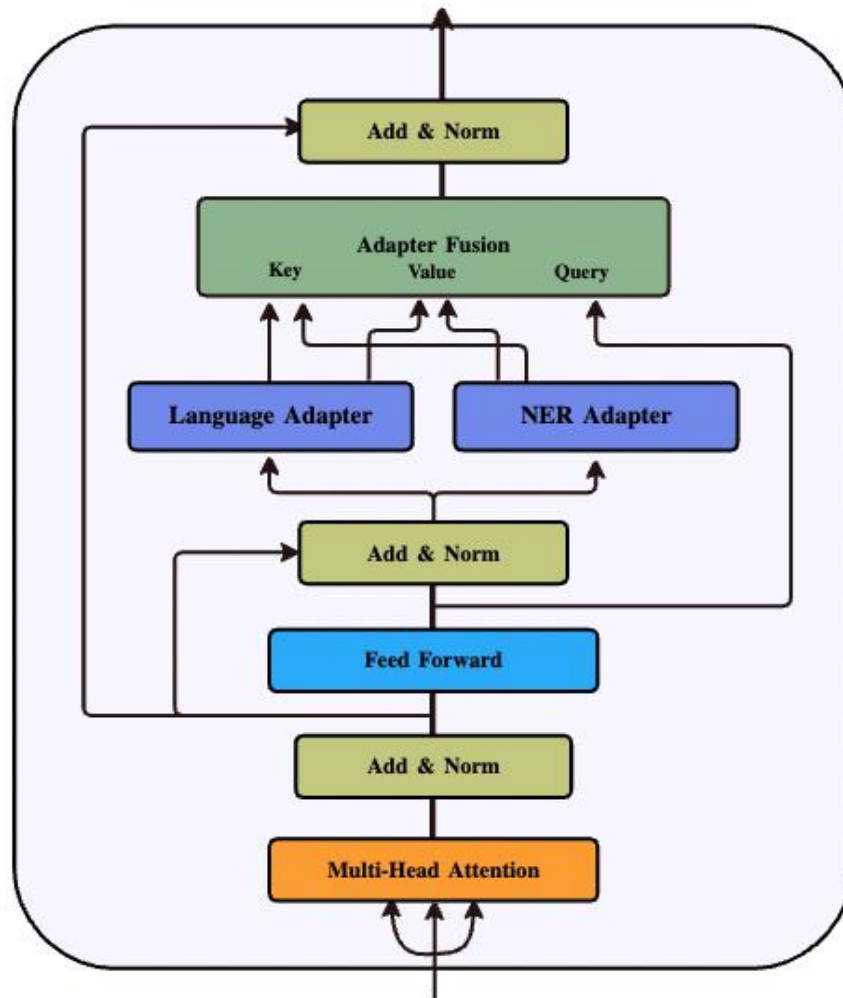 Add & Norm
Adapter Fusion
Key Value Query
Language Adapter NER Adapter
Add & Norm
Feed Forward
Add & Norm
Multi-Head Attention